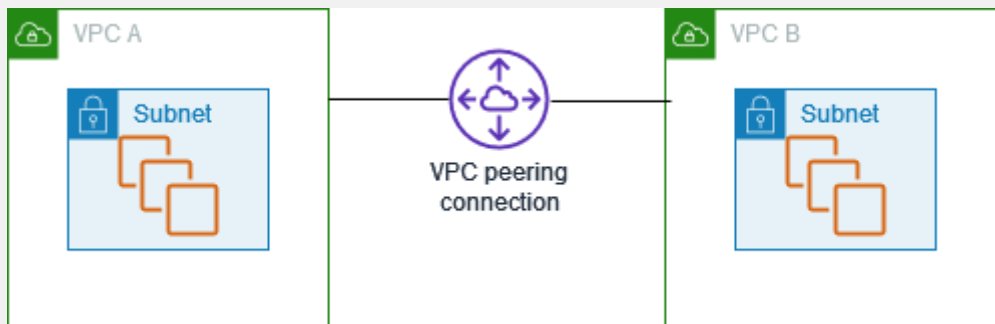 VPC A
VPC B
Subnet
Subnet
VPC peering
connection